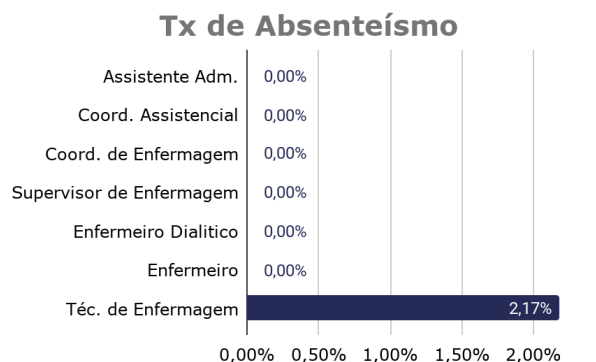 Tx de Absenteísmo
Assistente Adm. 0,00%
Coord. Assistencial 0,00%
Coord. de Enfermagem 0,00%
Supervisor de Enfermagem 0,00%
Enfermeiro Dialitico 0,00%
Enfermeiro 0,00%
Téc. de Enfermagem 2,17%
0,00% 0,50% 1,00% 1,50% 2,00%